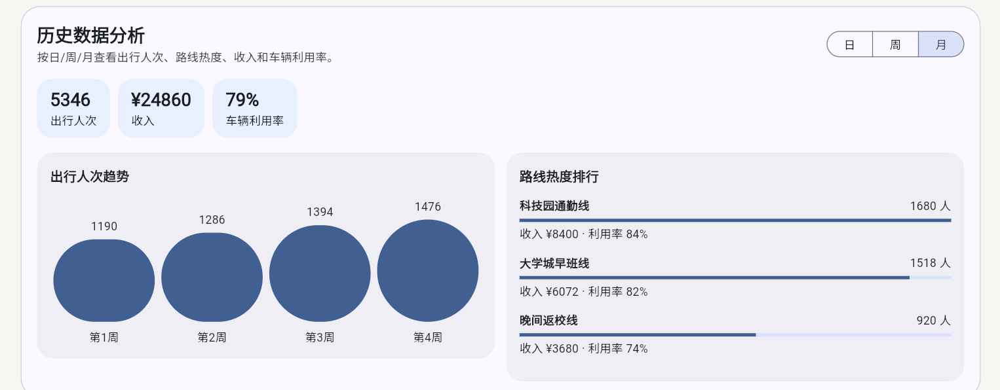 历史数据分析
按日/周/月查看出行人次、路线热度、收入和车辆利用率。
日 周 月
5346
出行人次
¥24860
收入
79%
车辆利用率
出行人次趋势
1190
1286
1394
1476
第1周
第2周
第3周
第4周
路线热度排行
科技园通勤线 1680 人
收入 ¥8400 · 利用率 84%
大学城早班线 1518 人
收入 ¥6072 · 利用率 82%
晚间返校线 920 人
收入 ¥3680 · 利用率 74%